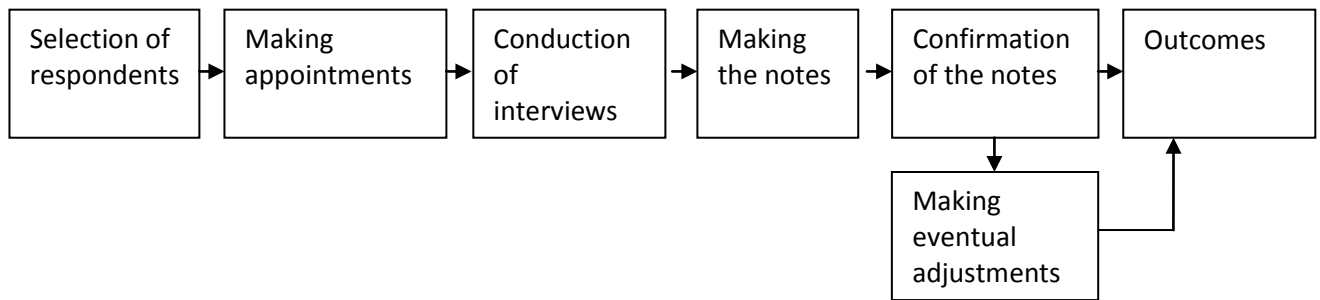 Selection of
respondents
Making
appointments
Conduction
of
interviews
Making
the notes
Confirmation
of the notes
Outcomes
Making
eventual
adjustments